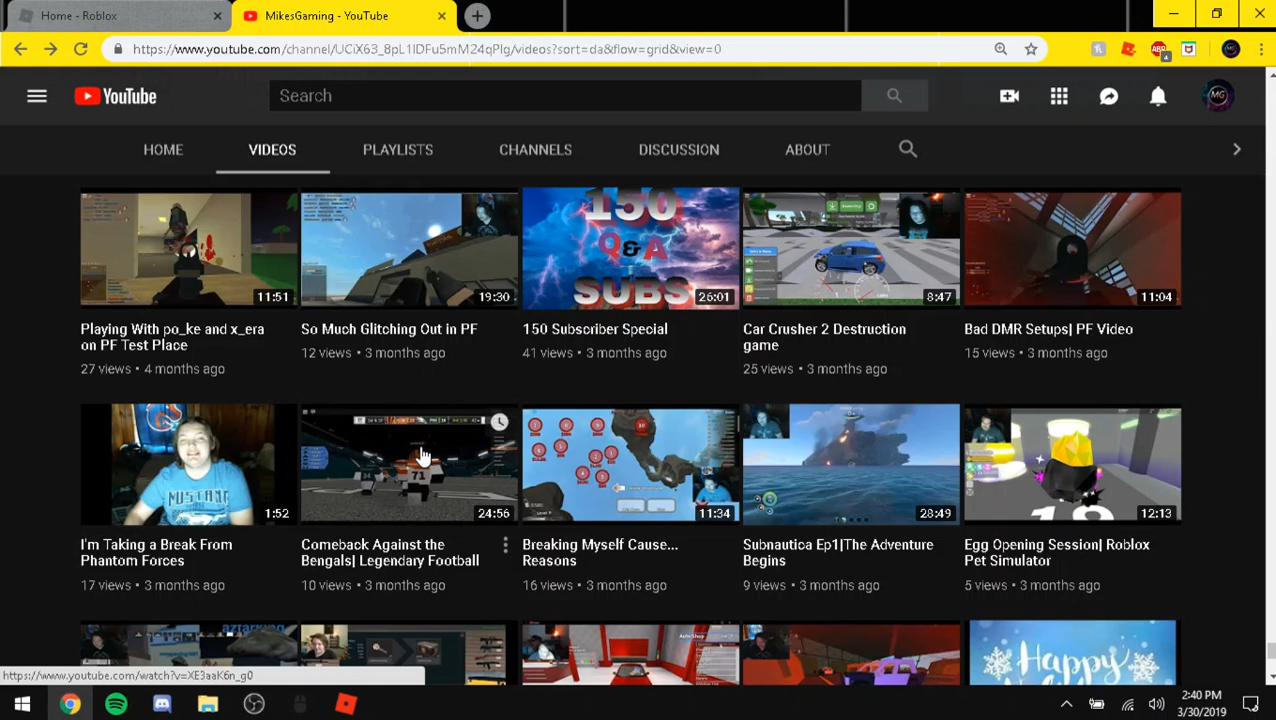 Home - Roblox
MikesGaming - YouTube
https://www.youtube.com/channel/UCiX63_8pL1IDFu5mM24qPIg/videos?sort=da&flow=grid&view=0
ABP
4
YouTube
Search
MG
HOME
VIDEOS
PLAYLISTS
CHANNELS
DISCUSSION
ABOUT
150
Q&A
SUBS
11:51
19:30
26:01
8:47
11:04
Playing With po_ke and x_era
on PF Test Place
27 views • 4 months ago
So Much Glitching Out in PF
12 views • 3 months ago
150 Subscriber Special
41 views • 3 months ago
Car Crusher 2 Destruction
game
25 views • 3 months ago
Bad DMR Setups| PF Video
15 views • 3 months ago
MUSTANG
71
1:52
24:56
11:34
28:49
12:13
I'm Taking a Break From
Phantom Forces
17 views • 3 months ago
Comeback Against the
Bengals| Legendary Football
10 views • 3 months ago
Breaking Myself Cause...
Reasons
16 views • 3 months ago
Subnautica Ep1|The Adventure
Begins
9 views • 3 months ago
Egg Opening Session| Roblox
Pet Simulator
5 views • 3 months ago
Happy
https://www.youtube.com/watch?v=XE3aaK6n_g0
2:40 PM
3/30/2019